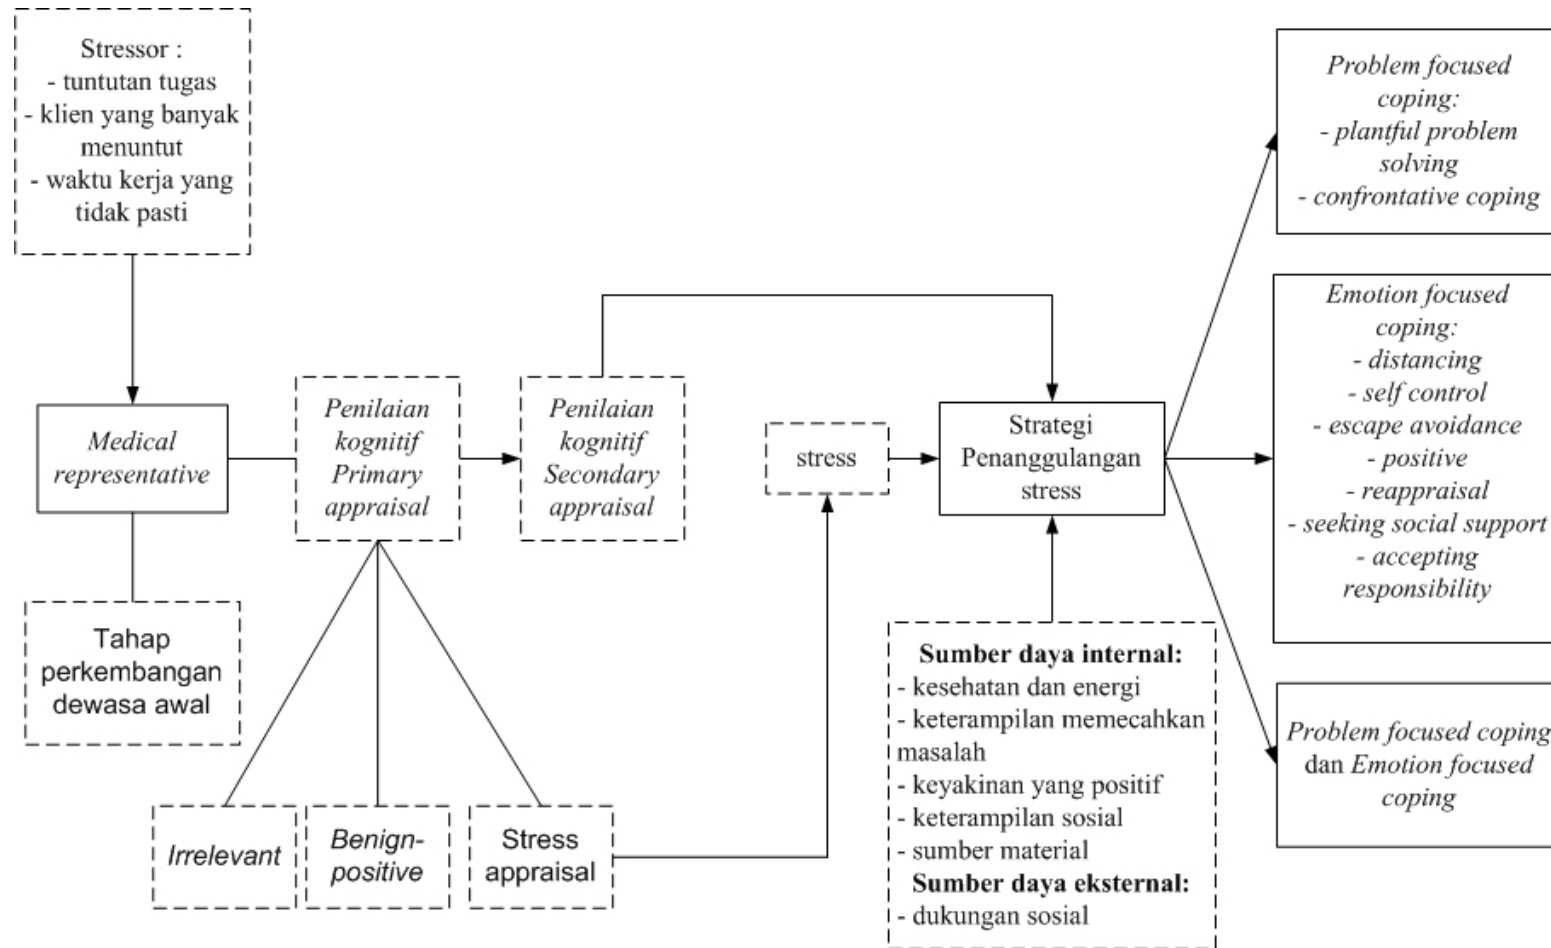 Stressor :
- tuntutan tugas
- klien yang banyak
menuntut
- waktu kerja yang
tidak pasti
Medical
representative
Tahap
perkembangan
dewasa awal
Penilaian
kognitif
Primary
appraisal
Penilaian
kognitif
Secondary
appraisal
Irrelevant
Benign-
positive
Stress
appraisal
stress
Strategi
Penanggulangan
stress
Sumber daya internal:
- kesehatan dan energi
- keterampilan memecahkan
masalah
- keyakinan yang positif
- keterampilan sosial
- sumber material
Sumber daya eksternal:
- dukungan sosial
Problem focused
coping:
- plantful problem
solving
- confrontative coping
Emotion focused
coping:
- distancing
- self control
- escape avoidance
- positive
- reappraisal
- seeking social support
- accepting
responsibility
Problem focused coping
dan Emotion focused
coping